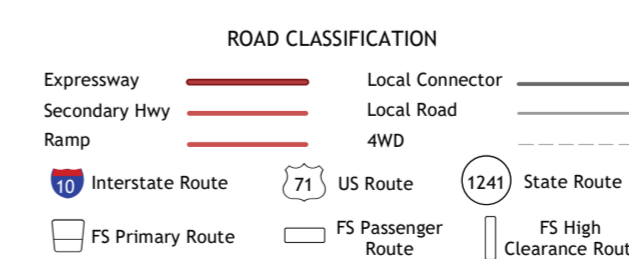 ROAD CLASSIFICATION
Expressway
Local Connector
Secondary Hwy
Local Road
Ramp
4WD
10 Interstate Route
71 US Route
1241 State Route
FS Primary Route
FS Passenger
Route
FS High
Clearance Rout